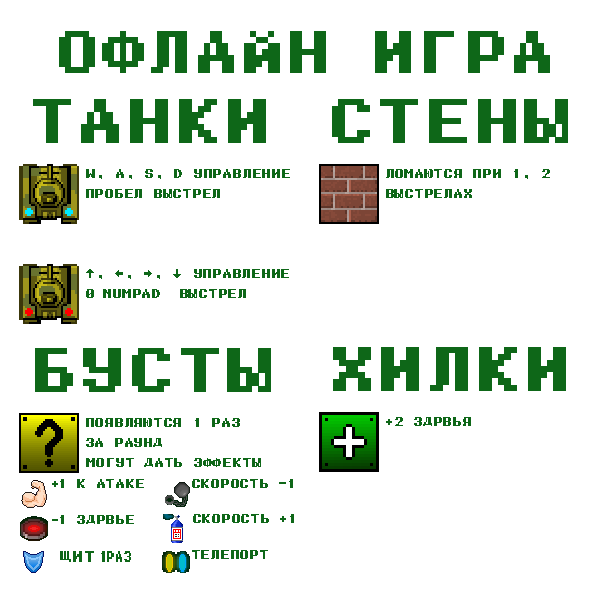 ОФЛАЙН ИГРА
ТАНКИ
W, A, S, D УПРАВЛЕНИЕ
ПРОБЕЛ ВЫСТРЕЛ
↑, ←, →, ↓ УПРАВЛЕНИЕ
0 NUMPAD ВЫСТРЕЛ
СТЕНЫ
ЛОМАЮТСЯ ПРИ 1, 2
ВЫСТРЕЛАХ
БУСТЫ
?
ПОЯВЛЯЮТСЯ 1 РАЗ
ЗА РАУНД
МОГУТ ДАТЬ ЭФФЕКТЫ
+1 К АТАКЕ
СКОРОСТЬ -1
-1 ЗДРВЬЕ
СКОРОСТЬ +1
ЩИТ 1РАЗ
ТЕЛЕПОРТ
ХИЛКИ
+2 ЗДРВЬЯ